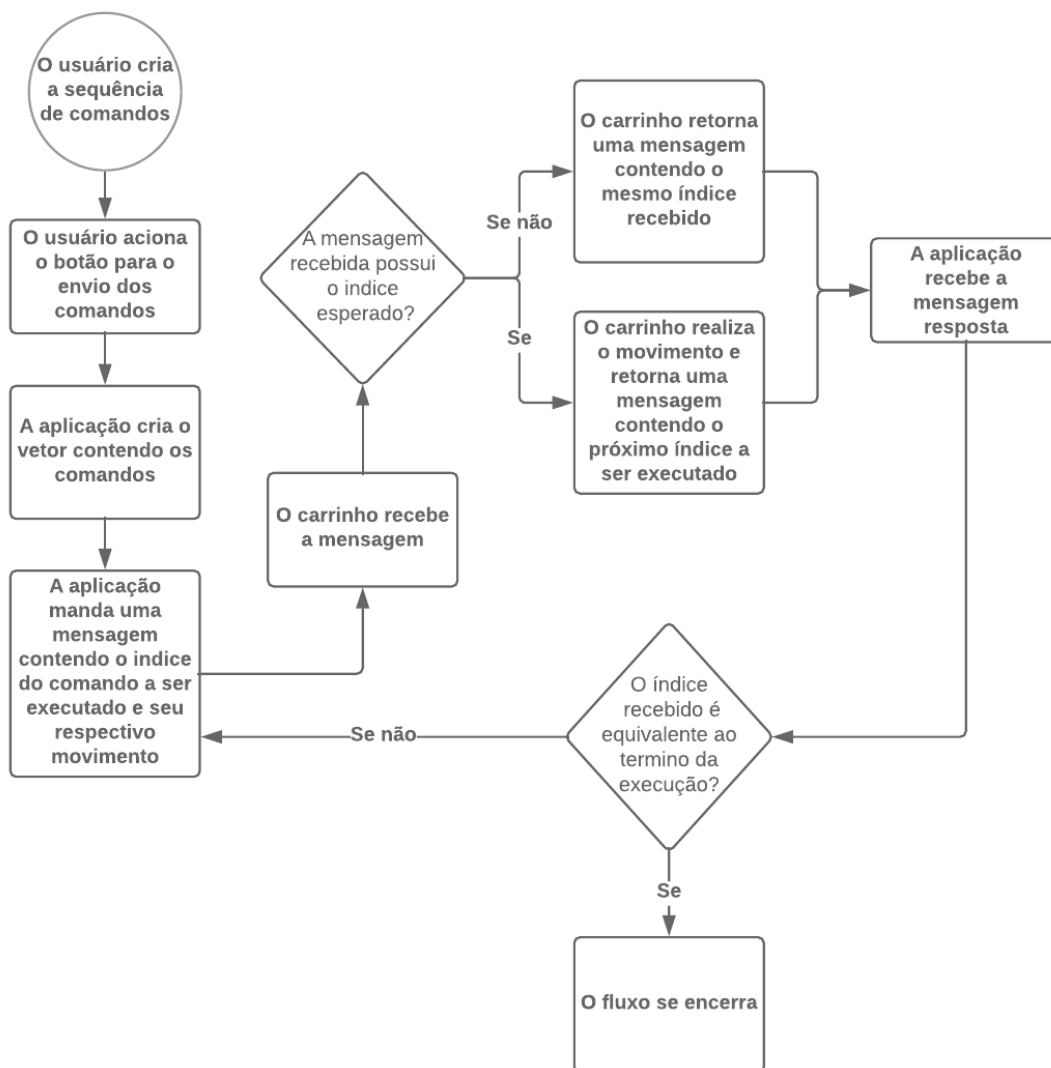 O usuário cria
a sequência
de comandos
O usuário aciona
o botão para o
envio dos
comandos
A aplicação cria o
vetor contendo os
comandos
A aplicação
manda uma
mensagem
contendo o indice
do comando a ser
executado e seu
respectivo
movimento
O carrinho recebe
a mensagem
A mensagem
recebida possui
o indice
esperado?
Se não
O carrinho retorna
uma mensagem
contendo o
mesmo índice
recebido
Se
O carrinho realiza
o movimento e
retorna uma
mensagem
contendo o
próximo índice a
ser executado
A aplicação
recebe a
mensagem
resposta
O índice
recebido é
equivalente ao
termino da
execução?
Se não
Se
O fluxo se encerra